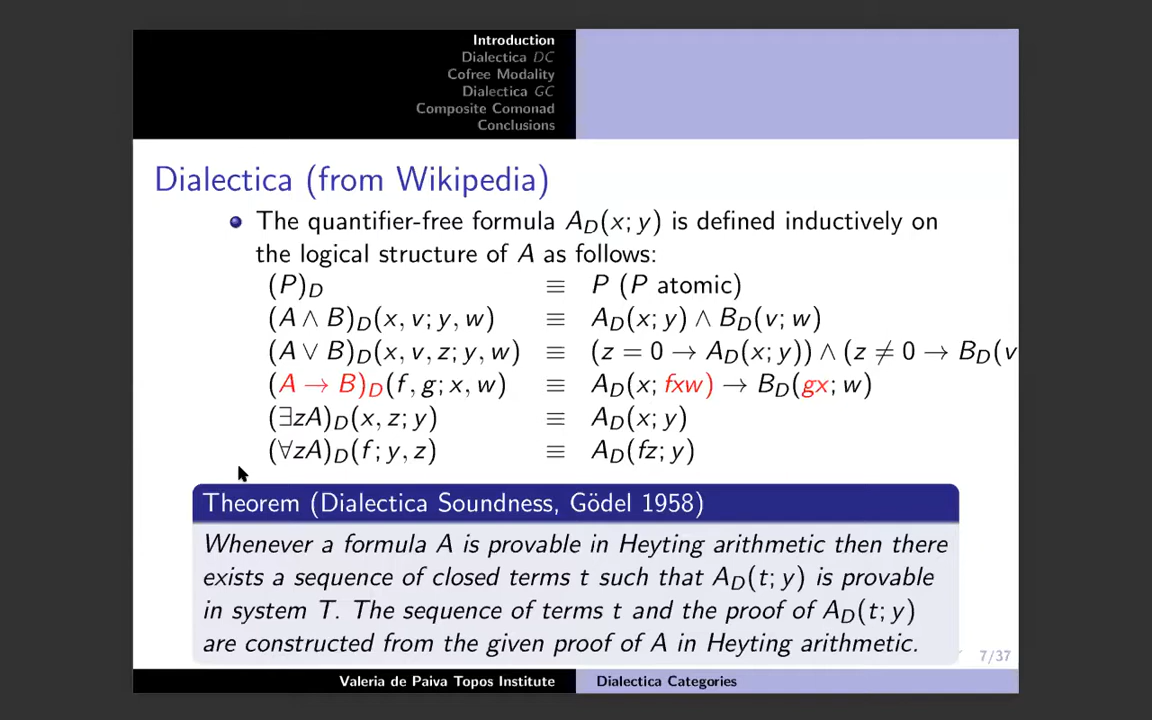 Introduction
Dialectica DC
Cofree Modality
Dialectica GC
Composite Comonad
Conclusions
Dialectica (from Wikipedia)
The quantifier-free formula A_D(x; y) is defined inductively on
the logical structure of A as follows:
(P)_D ≡ P (P atomic)
(A ∧ B)_D(x, v; y, w) ≡ A_D(x; y) ∧ B_D(v; w)
(A ∨ B)_D(x, v, z; y, w) ≡ (z = 0 → A_D(x; y)) ∧ (z ≠ 0 → B_D(v
(A → B)_D(f, g; x, w) ≡ A_D(x; fxw) → B_D(gx; w)
(∃zA)_D(x, z; y) ≡ A_D(x; y)
(∀zA)_D(f; y, z) ≡ A_D(fz; y)
Theorem (Dialectica Soundness, Gödel 1958)
Whenever a formula A is provable in Heyting arithmetic then there
exists a sequence of closed terms t such that A_D(t; y) is provable
in system T. The sequence of terms t and the proof of A_D(t; y)
are constructed from the given proof of A in Heyting arithmetic.
7/37
Valeria de Paiva Topos Institute Dialectica Categories